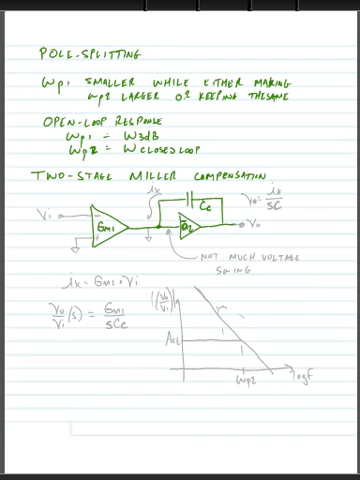 POLE-SPLITTING
ωp1 SMALLER WHILE EITHER MAKING
ωp2 LARGER OR KEEPING THE SAME
OPEN-LOOP RESPONSE
ωp1 = ω3dB
ωp2 = ωCLOSED LOOP
TWO-STAGE MILLER COMPENSATION
ix
Cc
vo = ix/sC
Vi
Gm1
a2
Vo
NOT MUCH VOLTAGE
SWING
ix = Gm1 · Vi
Vo/Vi (s) = Gm1/sCc
|(Vo/Vi)|
ACL
ωp2
logf